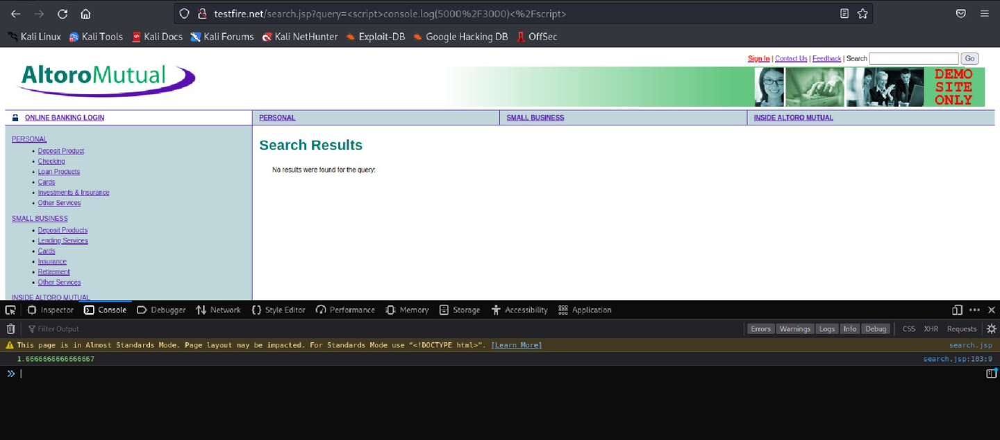 testfire.net/search.jsp?query=<script>console.log(5000%2F3000)<%2Fscript>
Kali Linux Kali Tools Kali Docs Kali Forums Kali NetHunter Exploit-DB Google Hacking DB OffSec
Sign In | Contact Us | Feedback | Search Go
AltoroMutual
DEMO
SITE
ONLY
ONLINE BANKING LOGIN PERSONAL SMALL BUSINESS INSIDE ALTORO MUTUAL
PERSONAL
Deposit Product
Checking
Loan Products
Cards
Investments & Insurance
Other Services
SMALL BUSINESS
Deposit Products
Lending Services
Cards
Insurance
Retirement
Other Services
INSIDE ALTORO MUTUAL
Search Results
No results were found for the query:
Inspector Console Debugger Network Style Editor Performance Memory Storage Accessibility Application
Filter Output Errors Warnings Logs Info Debug CSS XHR Requests
This page is in Almost Standards Mode. Page layout may be impacted. For Standards Mode use “<!DOCTYPE html>”. [Learn More] search.jsp
1.6666666666666667 search.jsp:103:9